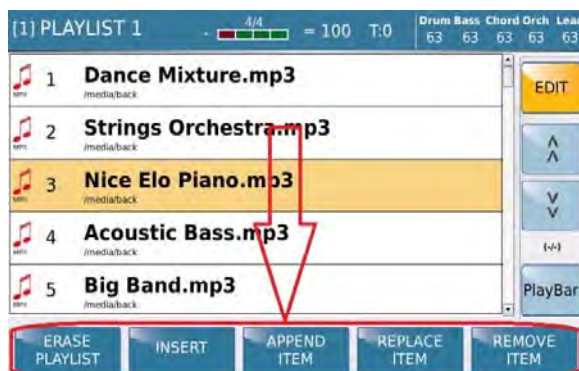 [1] PLAYLIST 1
4/4
= 100
T:0
Drum Bass Chord Orch Lead
63 63 63 63 63
1 Dance Mixture.mp3
/media/back
EDIT
2 Strings Orchestra.mp3
/media/back
3 Nice Elo Piano.mp3
/media/back
4 Acoustic Bass.mp3
/media/back
(-/-)
5 Big Band.mp3
/media/back
PlayBar
ERASE PLAYLIST
INSERT
APPEND ITEM
REPLACE ITEM
REMOVE ITEM